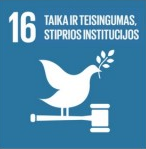 16 TAIKA IR TEISINGUMAS,
STIPRIOS INSTITUCIJOS